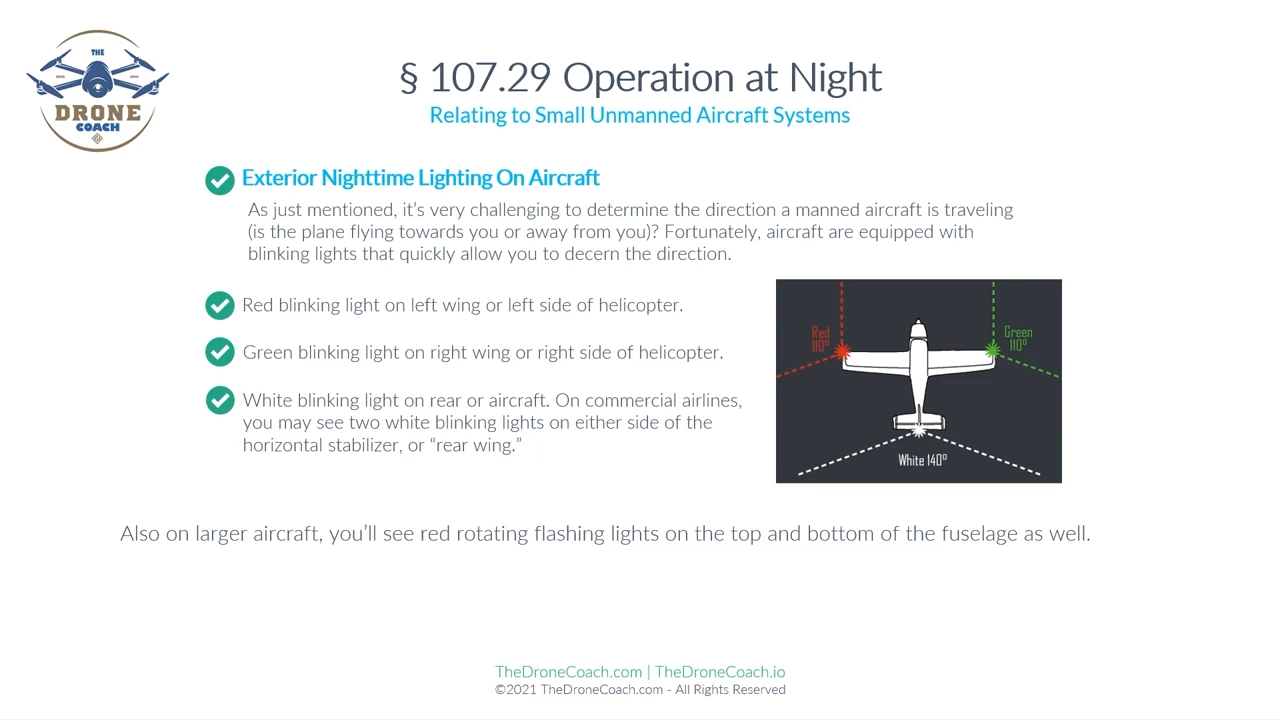 THE
DRONE
COACH
§ 107.29 Operation at Night
Relating to Small Unmanned Aircraft Systems
Exterior Nighttime Lighting On Aircraft
As just mentioned, it's very challenging to determine the direction a manned aircraft is traveling
(is the plane flying towards you or away from you)? Fortunately, aircraft are equipped with
blinking lights that quickly allow you to decern the direction.
Red blinking light on left wing or left side of helicopter.
Green blinking light on right wing or right side of helicopter.
White blinking light on rear or aircraft. On commercial airlines,
you may see two white blinking lights on either side of the
horizontal stabilizer, or “rear wing.”
Red
110°
Green
110°
White 140°
Also on larger aircraft, you'll see red rotating flashing lights on the top and bottom of the fuselage as well.
TheDroneCoach.com | TheDroneCoach.io
©2021 TheDroneCoach.com - All Rights Reserved